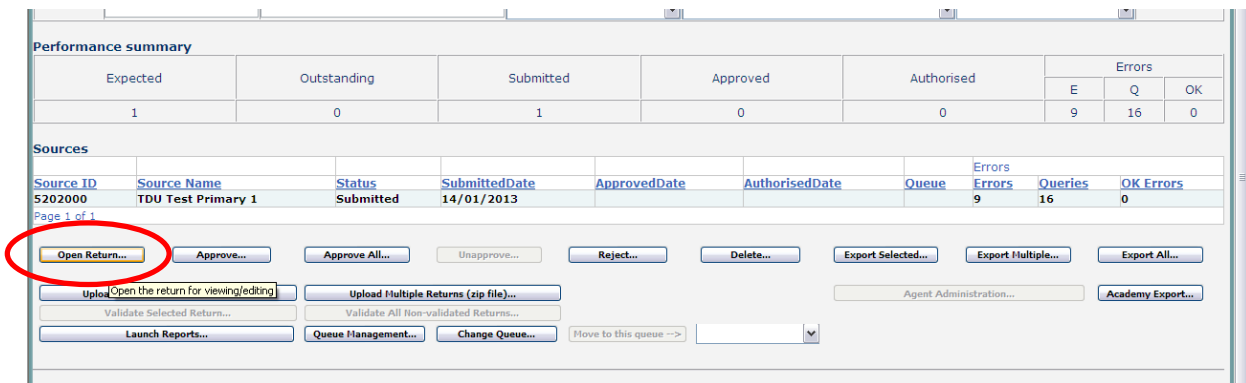 Performance summary
Expected Outstanding Submitted Approved Authorised Errors
E Q OK
1 0 1 0 0 9 16 0
Sources
Errors
Source ID Source Name Status SubmittedDate ApprovedDate AuthorisedDate Queue Errors Queries OK Errors
5202000 TDU Test Primary 1 Submitted 14/01/2013 9 16 0
Page 1 of 1
Open Return... Approve... Approve All... Unapprove... Reject... Delete... Export Selected... Export Multiple... Export All...
Open the return for viewing/editing
Uploa Upload Multiple Returns (zip file)... Agent Administration... Academy Export...
Validate Selected Return... Validate All Non-validated Returns...
Launch Reports... Queue Management... Change Queue... Move to this queue -->